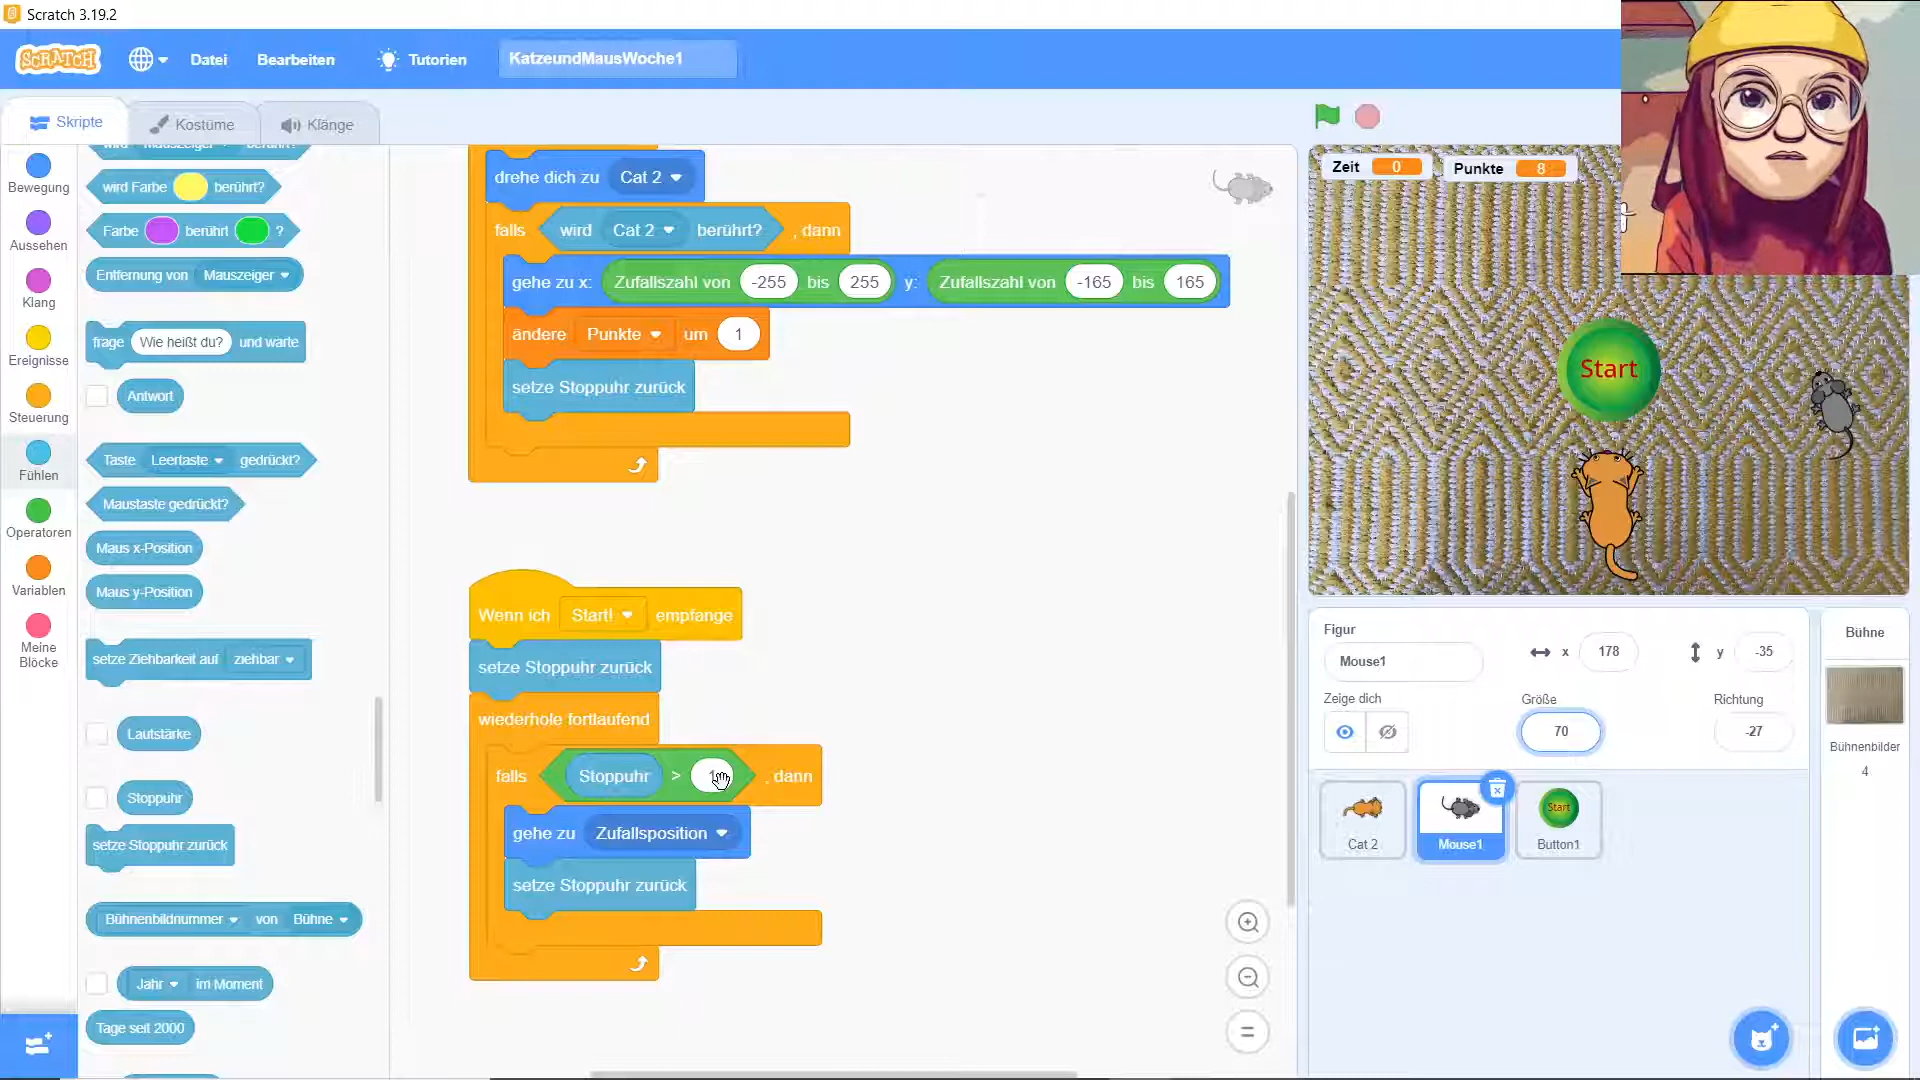 Scratch 3.19.2
SCRATCH
Datei
Bearbeiten
Tutorien
KatzeundMausWoche1
Skripte
Kostüme
Klänge
Bewegung
Aussehen
Klang
Ereignisse
Steuerung
Fühlen
Operatoren
Variablen
Meine
Blöcke
wird Mauszeiger berührt?
wird Farbe berührt?
Farbe berührt ?
Entfernung von Mauszeiger
frage Wie heißt du? und warte
Antwort
Taste Leertaste gedrückt?
Maustaste gedrückt?
Maus x-Position
Maus y-Position
setze Ziehbarkeit auf ziehbar
Lautstärke
Stoppuhr
setze Stoppuhr zurück
Bühnenbildnummer von Bühne
Jahr im Moment
Tage seit 2000
drehe dich zu Cat 2
falls wird Cat 2 berührt? , dann
gehe zu x: Zufallszahl von -255 bis 255 y: Zufallszahl von -165 bis 165
ändere Punkte um 1
setze Stoppuhr zurück
Wenn ich Start! empfange
setze Stoppuhr zurück
wiederhole fortlaufend
falls Stoppuhr > , dann
gehe zu Zufallsposition
setze Stoppuhr zurück
Zeit 0
Punkte 8
Start
Figur
Mouse1
x 178
y -35
Zeige dich
Größe
70
Richtung
-27
Cat 2
Mouse1
Start
Button1
Bühne
Bühnenbilder
4